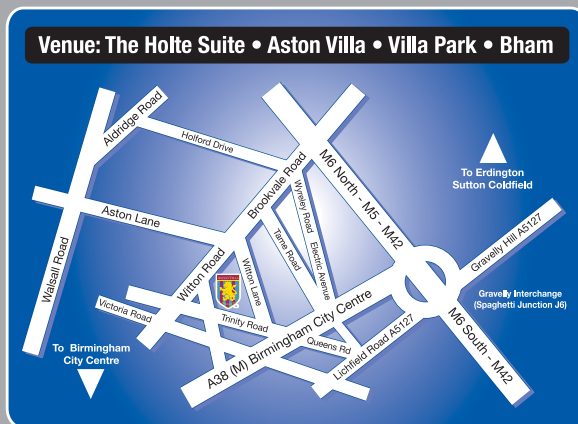 Venue: The Holte Suite • Aston Villa • Villa Park • Bham
Aldridge Road
Holford Drive
Brookvale Road
M6 North - M5 - M42
To Erdington
Sutton Coldfield
Walsall Road
Aston Lane
Wyreley Road
Electric Avenue
Tame Road
Witton Road
Witton Lane
Gravelly Hill A5127
Gravelly Interchange
(Spaghetti Junction J6)
Victoria Road
Trinity Road
Queens Rd
A38 (M) Birmingham City Centre
Lichfield Road A5127
M6 South - M42
To Birmingham
City Centre